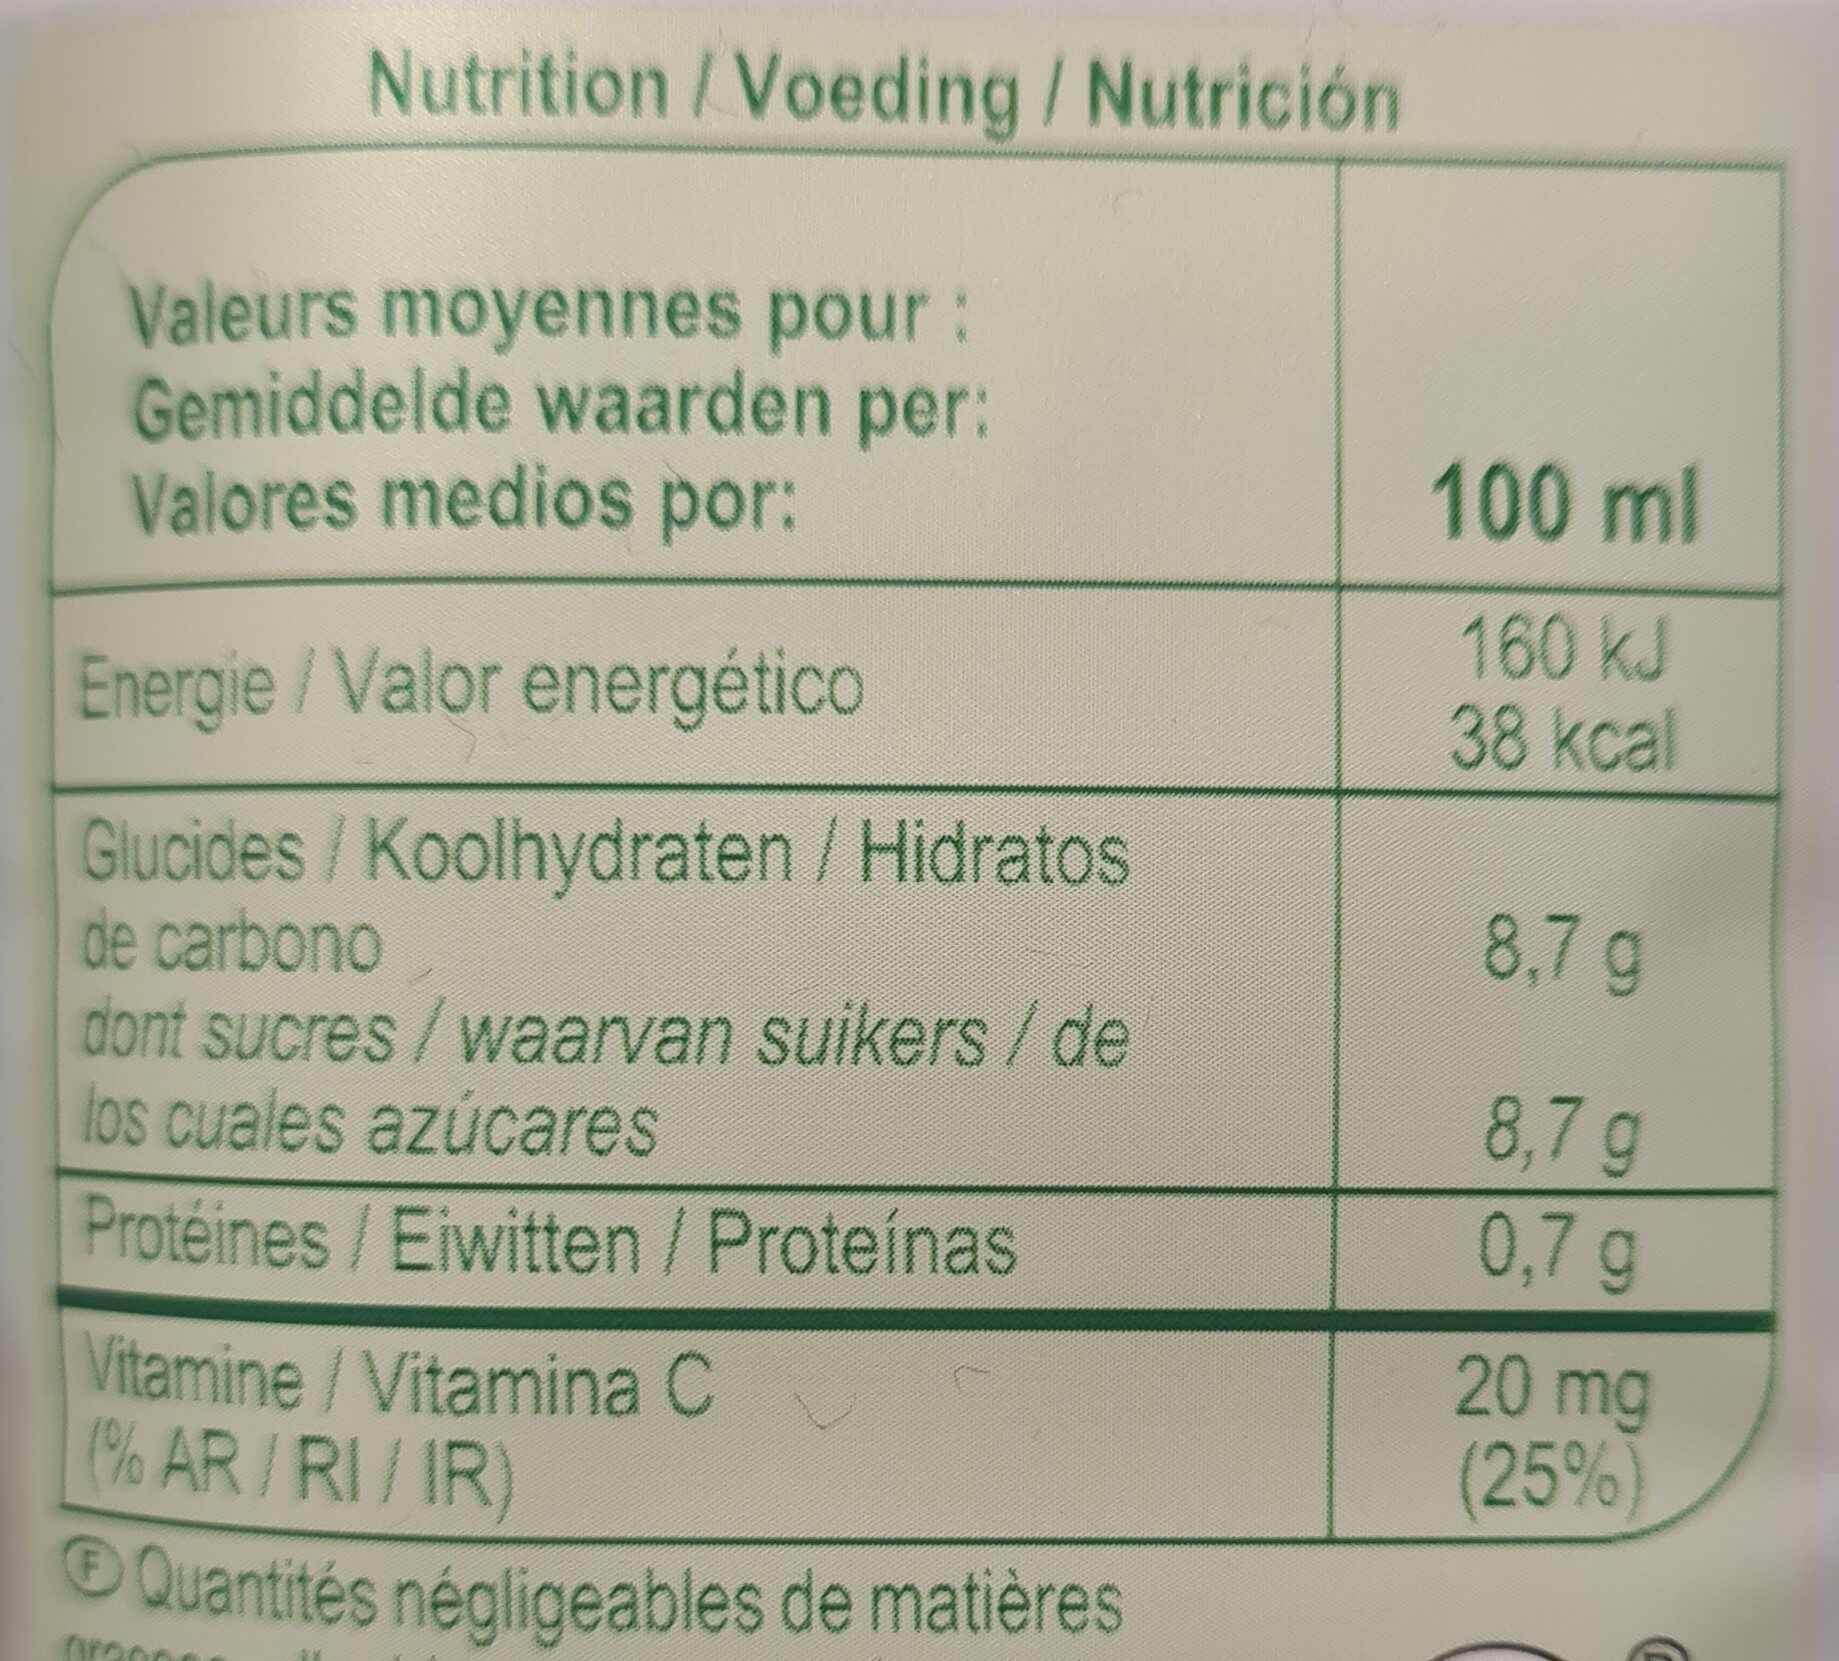 Nutrition / Voeding / Nutrición
Valeurs moyennes pour :
Gemiddelde waarden per:
Valores medios por:
100 ml
Energie / Valor energético
160 kJ
38 kcal
Glucides / Koolhydraten / Hidratos
de carbono
8,7 g
dont sucres / waarvan suikers / de
los cuales azúcares
8,7 g
Protéines / Eiwitten / Proteínas
0,7 g
Vitamine / Vitamina C
20 mg
(% AR / RI / IR)
(25%)
Ⓕ Quantités négligeables de matières